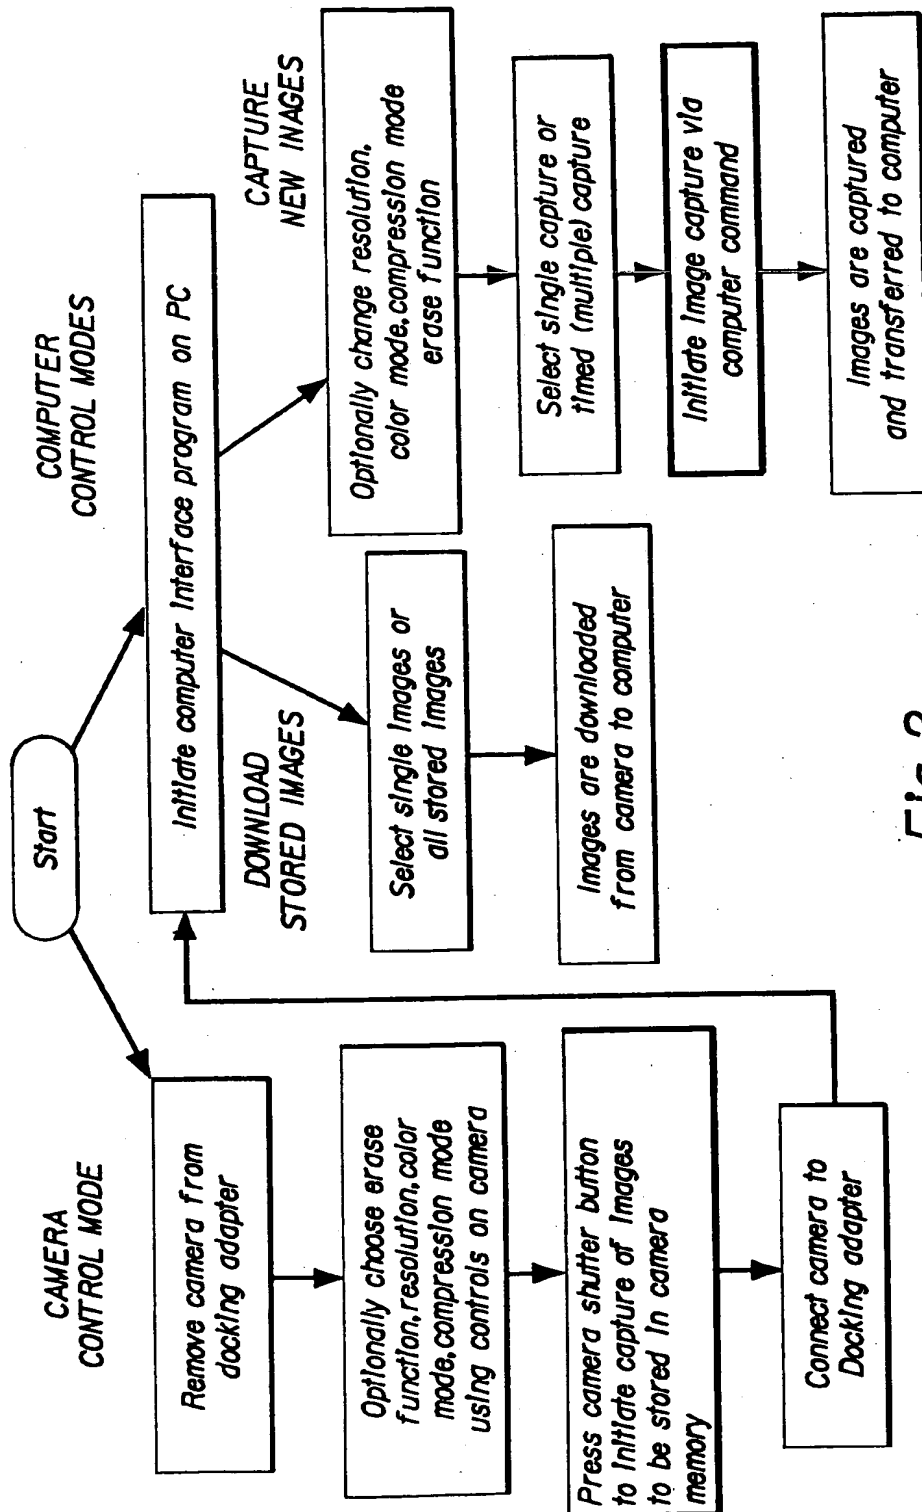 Start
CAMERA
CONTROL MODE
COMPUTER
CONTROL MODES
Remove camera from
docking adapter
Initiate computer Interface program on PC
Optionally choose erase
function, resolution, color
mode, compression mode
using controls on camera
DOWNLOAD
STORED IMAGES
CAPTURE
NEW INAGES
Press camera shutter button
to Initiate capture of Images
to be stored in camera
memory
Select single Images or
all stored Images
Optionally change resolution,
color mode, compression mode
erase function
Connect camera to
Docking adapter
Images are downloaded
from camera to computer
Select single capture or
timed (multiple) capture
Initiate Image capture via
computer command
Images are captured
and transferred to computer
Fig. 2